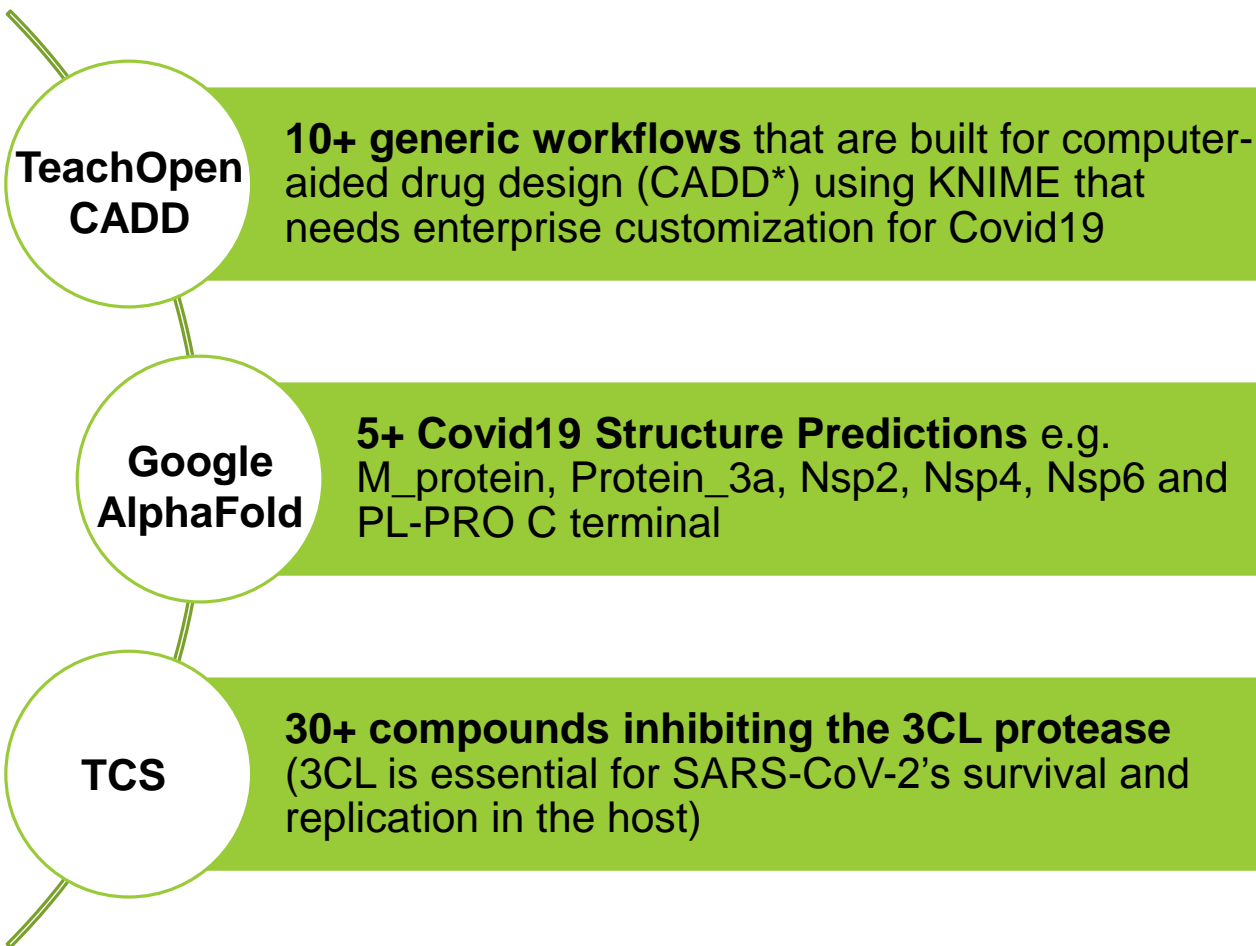 TeachOpen
CADD
10+ generic workflows that are built for computer-
aided drug design (CADD*) using KNIME that
needs enterprise customization for Covid19
Google
AlphaFold
5+ Covid19 Structure Predictions e.g.
M_protein, Protein_3a, Nsp2, Nsp4, Nsp6 and
PL-PRO C terminal
TCS
30+ compounds inhibiting the 3CL protease
(3CL is essential for SARS-CoV-2’s survival and
replication in the host)